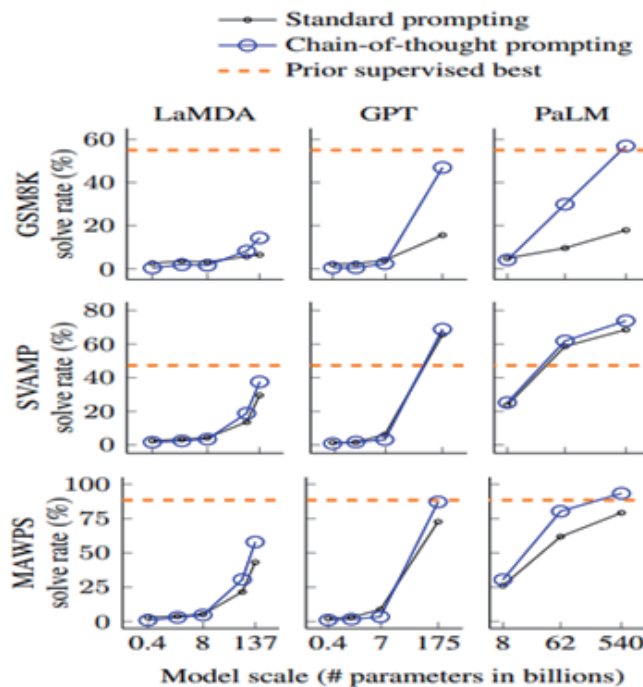 Standard prompting
Chain-of-thought prompting
Prior supervised best
LaMDA GPT PaLM
GSM8K
solve rate (%)
60
40
20
0
SVAMP
solve rate (%)
80
60
40
20
0
MAWPS
solve rate (%)
100
75
50
25
0
0.4 8 137 0.4 7 175 8 62 540
Model scale (# parameters in billions)